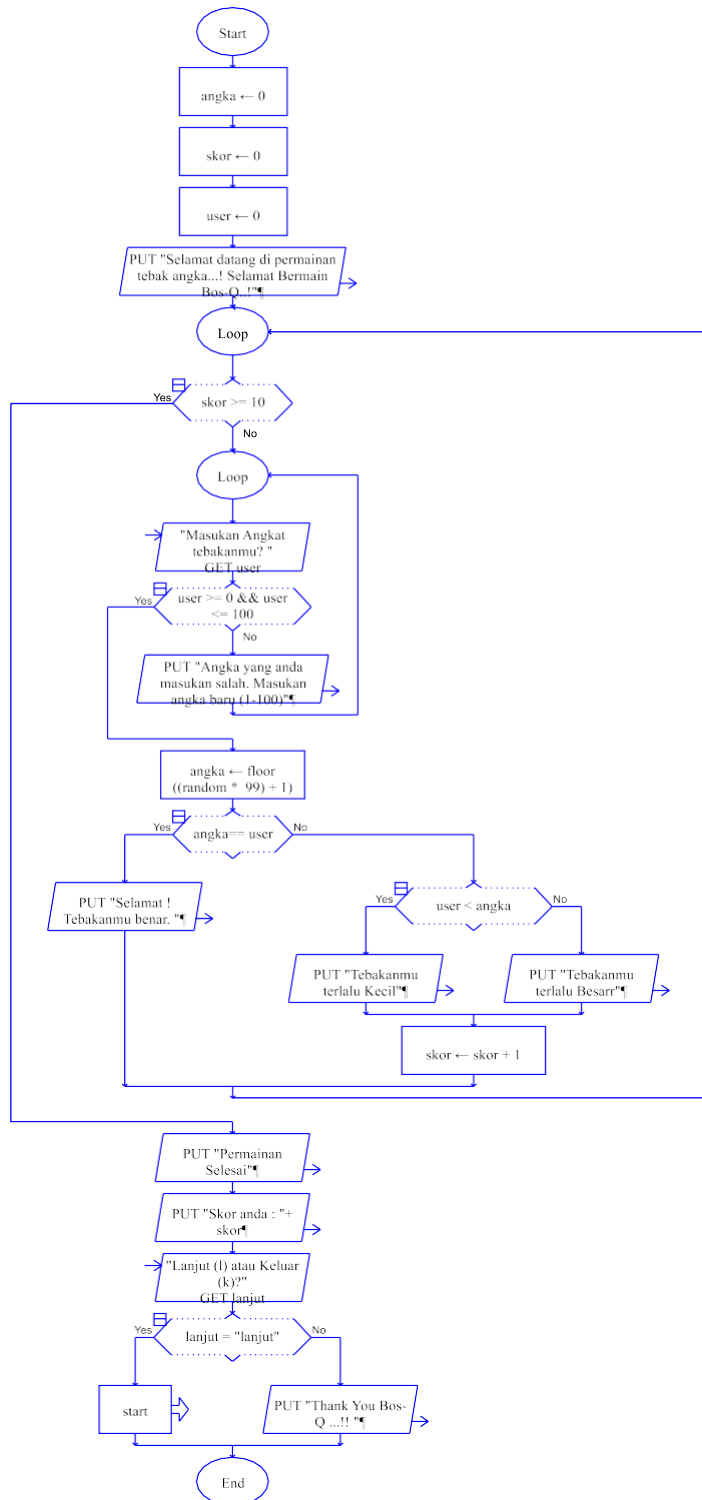 Start
angka ← 0
skor ← 0
user ← 0
PUT "Selamat datang di permainan
tebak angka...! Selamat Bermain
Bos-Q..!"¶
Loop
Yes
skor >= 10
No
Loop
"Masukan Angkat
tebakanmu? "
GET user
Yes
user >= 0 && user
<= 100
No
PUT "Angka yang anda
masukan salah. Masukan
angka baru (1-100)"¶
angka ← floor
((random * 99) + 1)
Yes
angka== user
No
PUT "Selamat !
Tebakanmu benar. "¶
Yes
user < angka
No
PUT "Tebakanmu
terlalu Kecil"¶
PUT "Tebakanmu
terlalu Besarr"¶
skor ← skor + 1
PUT "Permainan
Selesai"¶
PUT "Skor anda : "+
skor¶
"Lanjut (l) atau Keluar
(k)?"
GET lanjut
Yes
lanjut = "lanjut"
No
start
PUT "Thank You Bos-
Q ...!! "¶
End